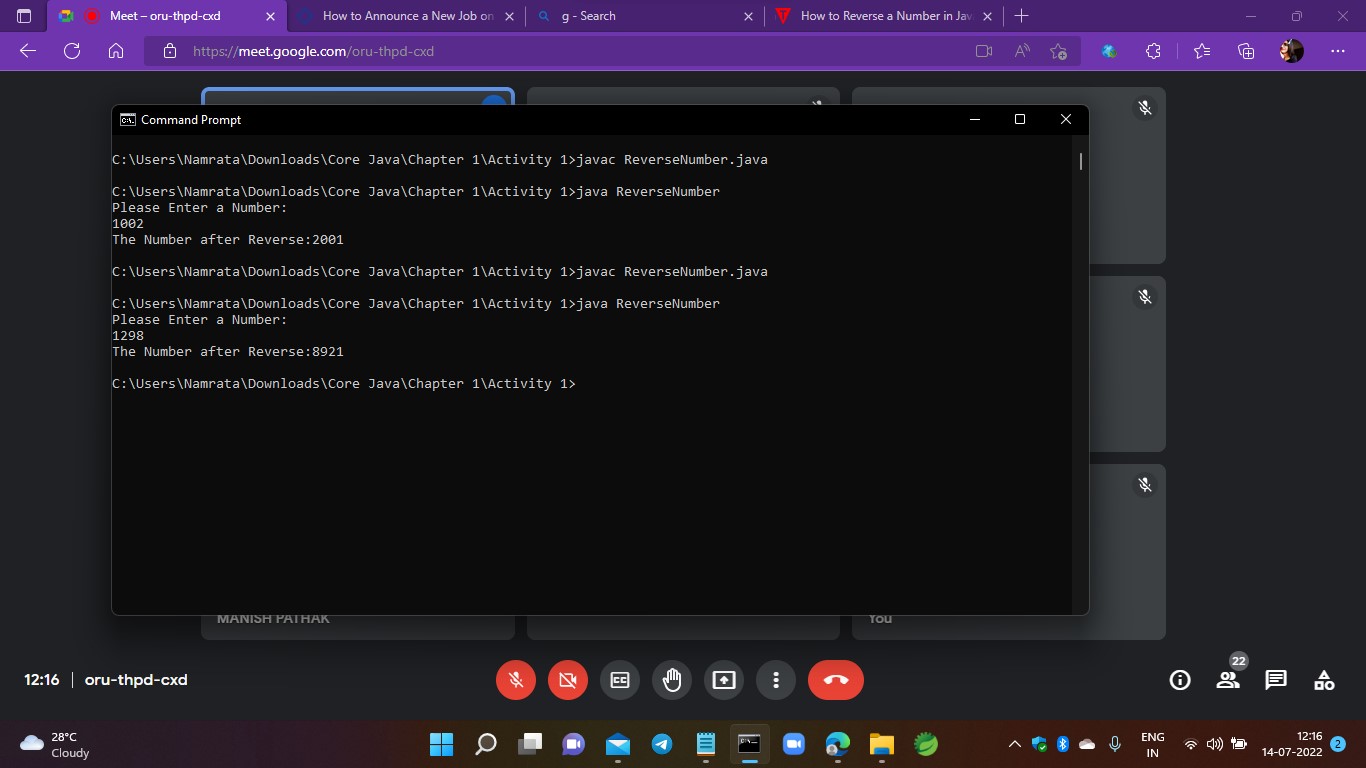 Meet – oru-thpd-cxd
How to Announce a New Job on
g - Search
How to Reverse a Number in Jav
https://meet.google.com/oru-thpd-cxd
Command Prompt
C:\Users\Namrata\Downloads\Core Java\Chapter 1\Activity 1>javac ReverseNumber.java
C:\Users\Namrata\Downloads\Core Java\Chapter 1\Activity 1>java ReverseNumber
Please Enter a Number:
1002
The Number after Reverse:2001
C:\Users\Namrata\Downloads\Core Java\Chapter 1\Activity 1>javac ReverseNumber.java
C:\Users\Namrata\Downloads\Core Java\Chapter 1\Activity 1>java ReverseNumber
Please Enter a Number:
1298
The Number after Reverse:8921
C:\Users\Namrata\Downloads\Core Java\Chapter 1\Activity 1>
MANISH PATHAK
You
12:16 | oru-thpd-cxd
CC
22
28°C
Cloudy
ENG
IN
12:16
14-07-2022
2